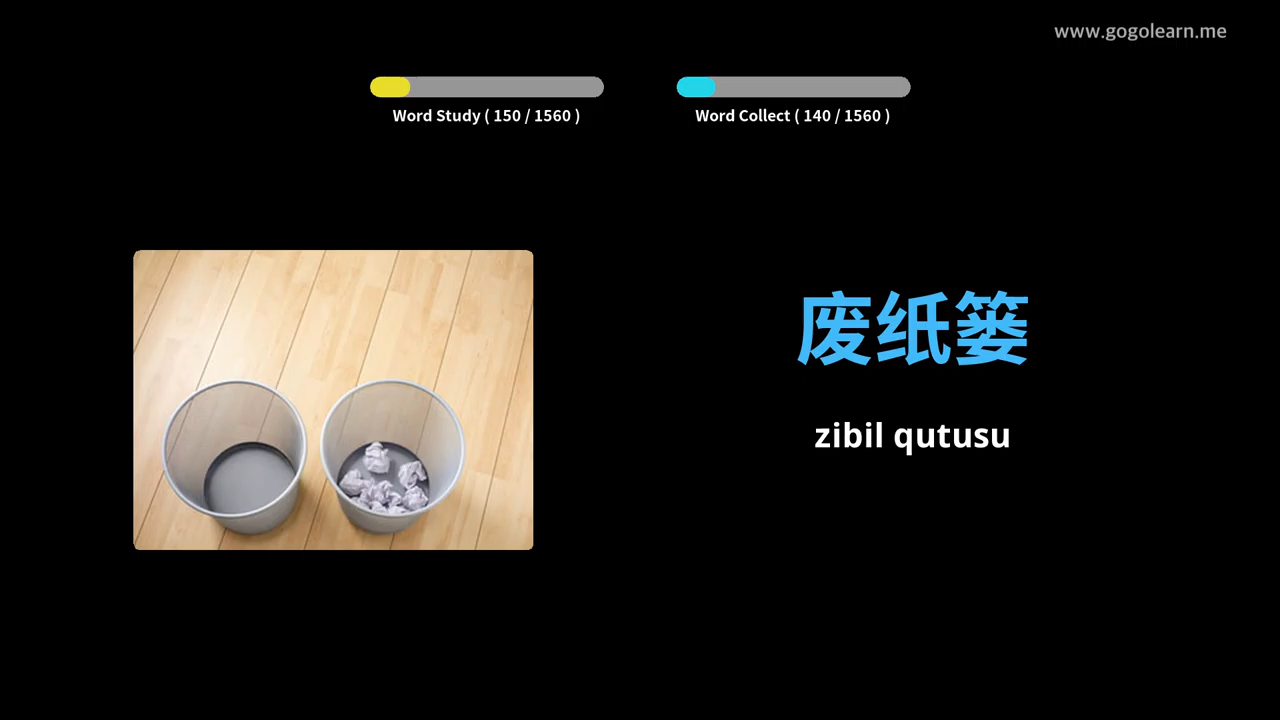 www.gogolearn.me
Word Study ( 150 / 1560 )
Word Collect ( 140 / 1560 )
废纸篓
zibil qutusu